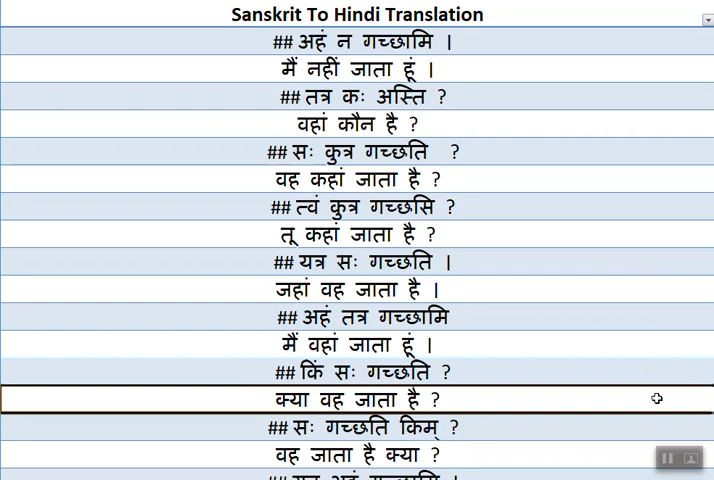 Sanskrit To Hindi Translation
## अहं न गच्छामि ।
मैं नहीं जाता हूं ।
## तत्र कः अस्ति ?
वहां कौन है ?
## सः कुत्र गच्छति ?
वह कहां जाता है ?
## त्वं कुत्र गच्छसि ?
तू कहां जाता है ?
## यत्र सः गच्छति ।
जहां वह जाता है ।
## अहं तत्र गच्छामि
मैं वहां जाता हूं ।
## किं सः गच्छति ?
क्या वह जाता है ?
## सः गच्छति किम् ?
वह जाता है क्या ?